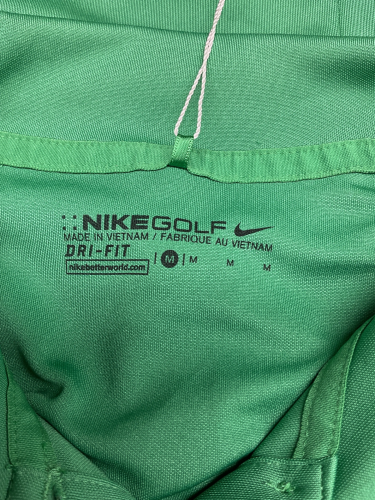 NIKEGOLF
MADE IN VIETNAM / FABRIQUE AU VIETNAM
DRI-FIT | M | M M M
nikebetterworld.com